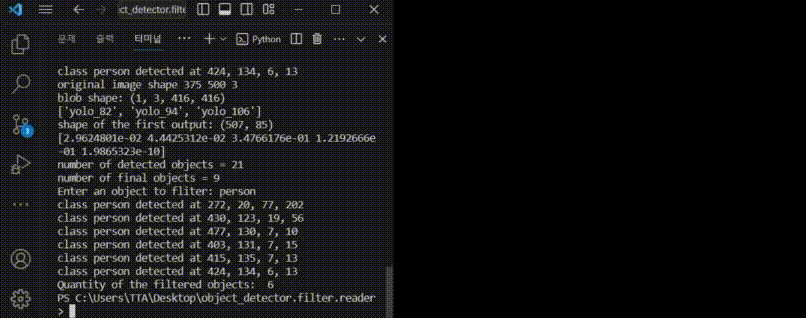 ct_detector.filte
문제 출력 터미널 ... Python
class person detected at 424, 134, 6, 13
original image shape 375 500 3
blob shape: (1, 3, 416, 416)
['yolo_82', 'yolo_94', 'yolo_106']
shape of the first output: (507, 85)
[2.9624801e-02 4.4425312e-02 3.4766176e-01 1.2192666e
-01 1.9865323e-10]
number of detected objects = 21
number of final objects = 9
Enter an object to fliter: person
class person detected at 272, 20, 77, 202
class person detected at 430, 123, 19, 56
class person detected at 477, 130, 7, 10
class person detected at 403, 131, 7, 15
class person detected at 415, 135, 7, 13
class person detected at 424, 134, 6, 13
Quantity of the filtered objects:  6
PS C:\Users\TTA\Desktop\object_detector.filter.reader
>
3